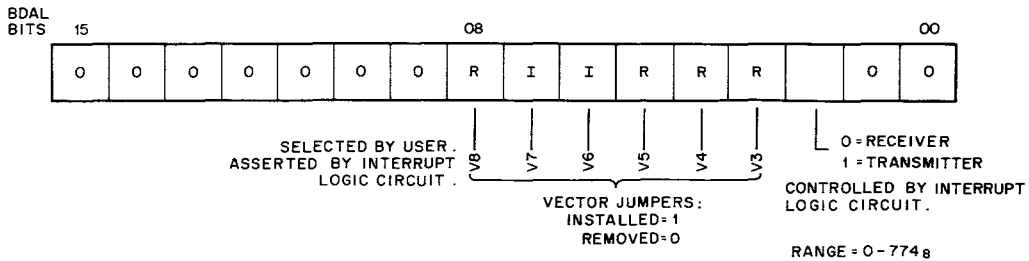 BDAL
BITS 15 08 00
0 0 0 0 0 0 0 R I I R R R 0 0
V8 V7 V6 V5 V4 V3
SELECTED BY USER.
ASSERTED BY INTERRUPT
LOGIC CIRCUIT.
VECTOR JUMPERS:
INSTALLED=1
REMOVED=0
0=RECEIVER
1=TRANSMITTER
CONTROLLED BY INTERRUPT
LOGIC CIRCUIT.
RANGE=0-774 8